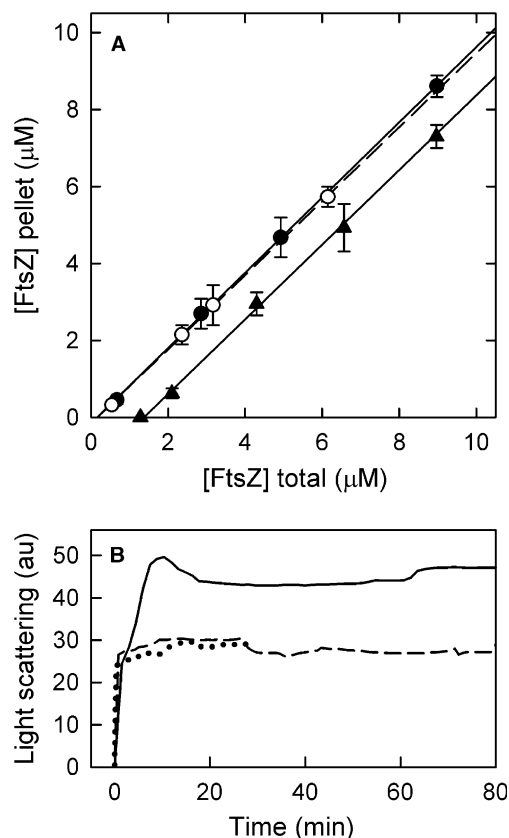 A
10
8
6
4
2
0
[FtsZ] pellet (μM)
0 2 4 6 8 10
[FtsZ] total (μM)
B
50
40
30
20
10
0
Light scattering (au)
0 20 40 60 80
Time (min)